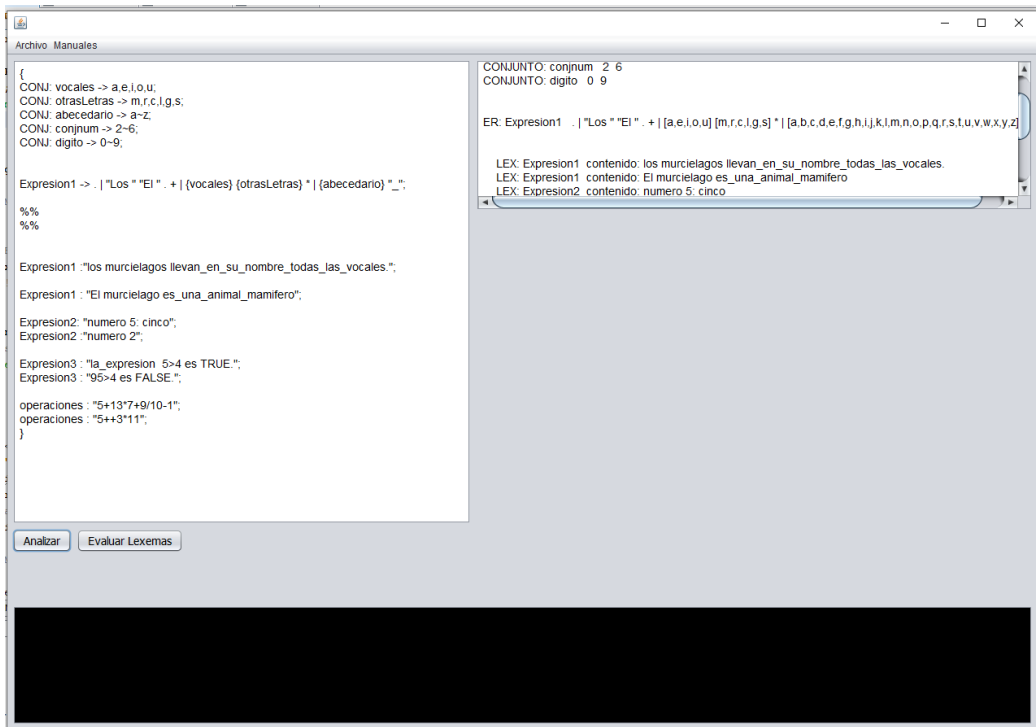 Archivo Manuales
{
CONJ: vocales -> a,e,i,o,u;
CONJ: otrasLetras -> m,r,c,l,g,s;
CONJ: abecedario -> a~z;
CONJ: conjnum -> 2~6;
CONJ: digito -> 0~9;
Expresion1 -> . | "Los " "El " . + | {vocales} {otrasLetras} * | {abecedario} "_";
%%
%%
Expresion1 :"los murcielagos llevan_en_su_nombre_todas_las_vocales.";
Expresion1 : "El murcielago es_una_animal_mamifero";
Expresion2: "numero 5: cinco";
Expresion2 :"numero 2";
Expresion3 : "la_expresion  5>4 es TRUE.";
Expresion3 : "95>4 es FALSE.";
operaciones : "5+13*7+9/10-1";
operaciones : "5++3*11";
}
CONJUNTO: conjnum   2  6
CONJUNTO: digito   0  9
ER: Expresion1   . | "Los " "El " . + | [a,e,i,o,u] [m,r,c,l,g,s] * | [a,b,c,d,e,f,g,h,i,j,k,l,m,n,o,p,q,r,s,t,u,v,w,x,y,z]
LEX: Expresion1  contenido: los murcielagos llevan_en_su_nombre_todas_las_vocales.
LEX: Expresion1  contenido: El murcielago es_una_animal_mamifero
LEX: Expresion2  contenido: numero 5: cinco
Analizar
Evaluar Lexemas